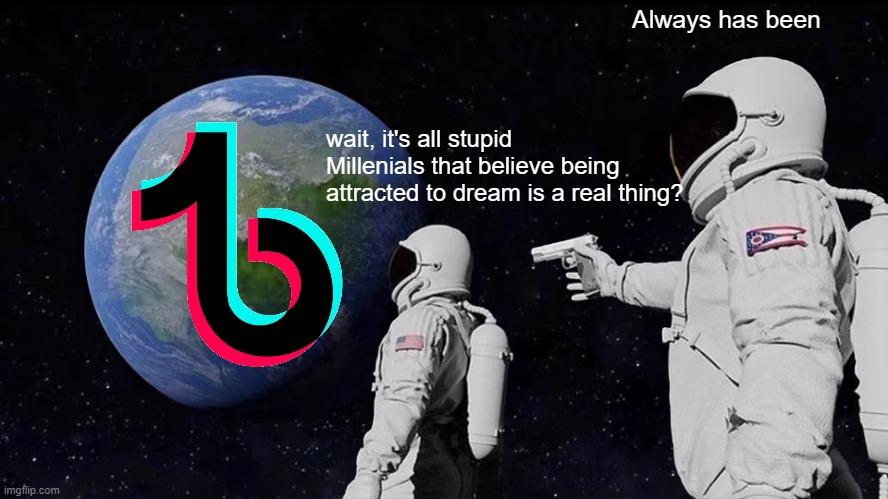 Always has been
wait, it's all stupid
Millenials that believe being
attracted to dream is a real thing?
imgflip.com